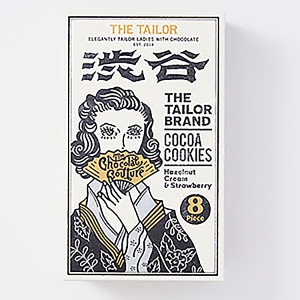 THE TAILOR
ELEGANTLY TAILOR LADIES WITH CHOCOLATE
EST. 2019
渋谷
THE
TAILOR
BRAND
COCOA
COOKIES
Hazelnut
Cream
& Strawberry
The
Chocolate
Couture
8
Piece